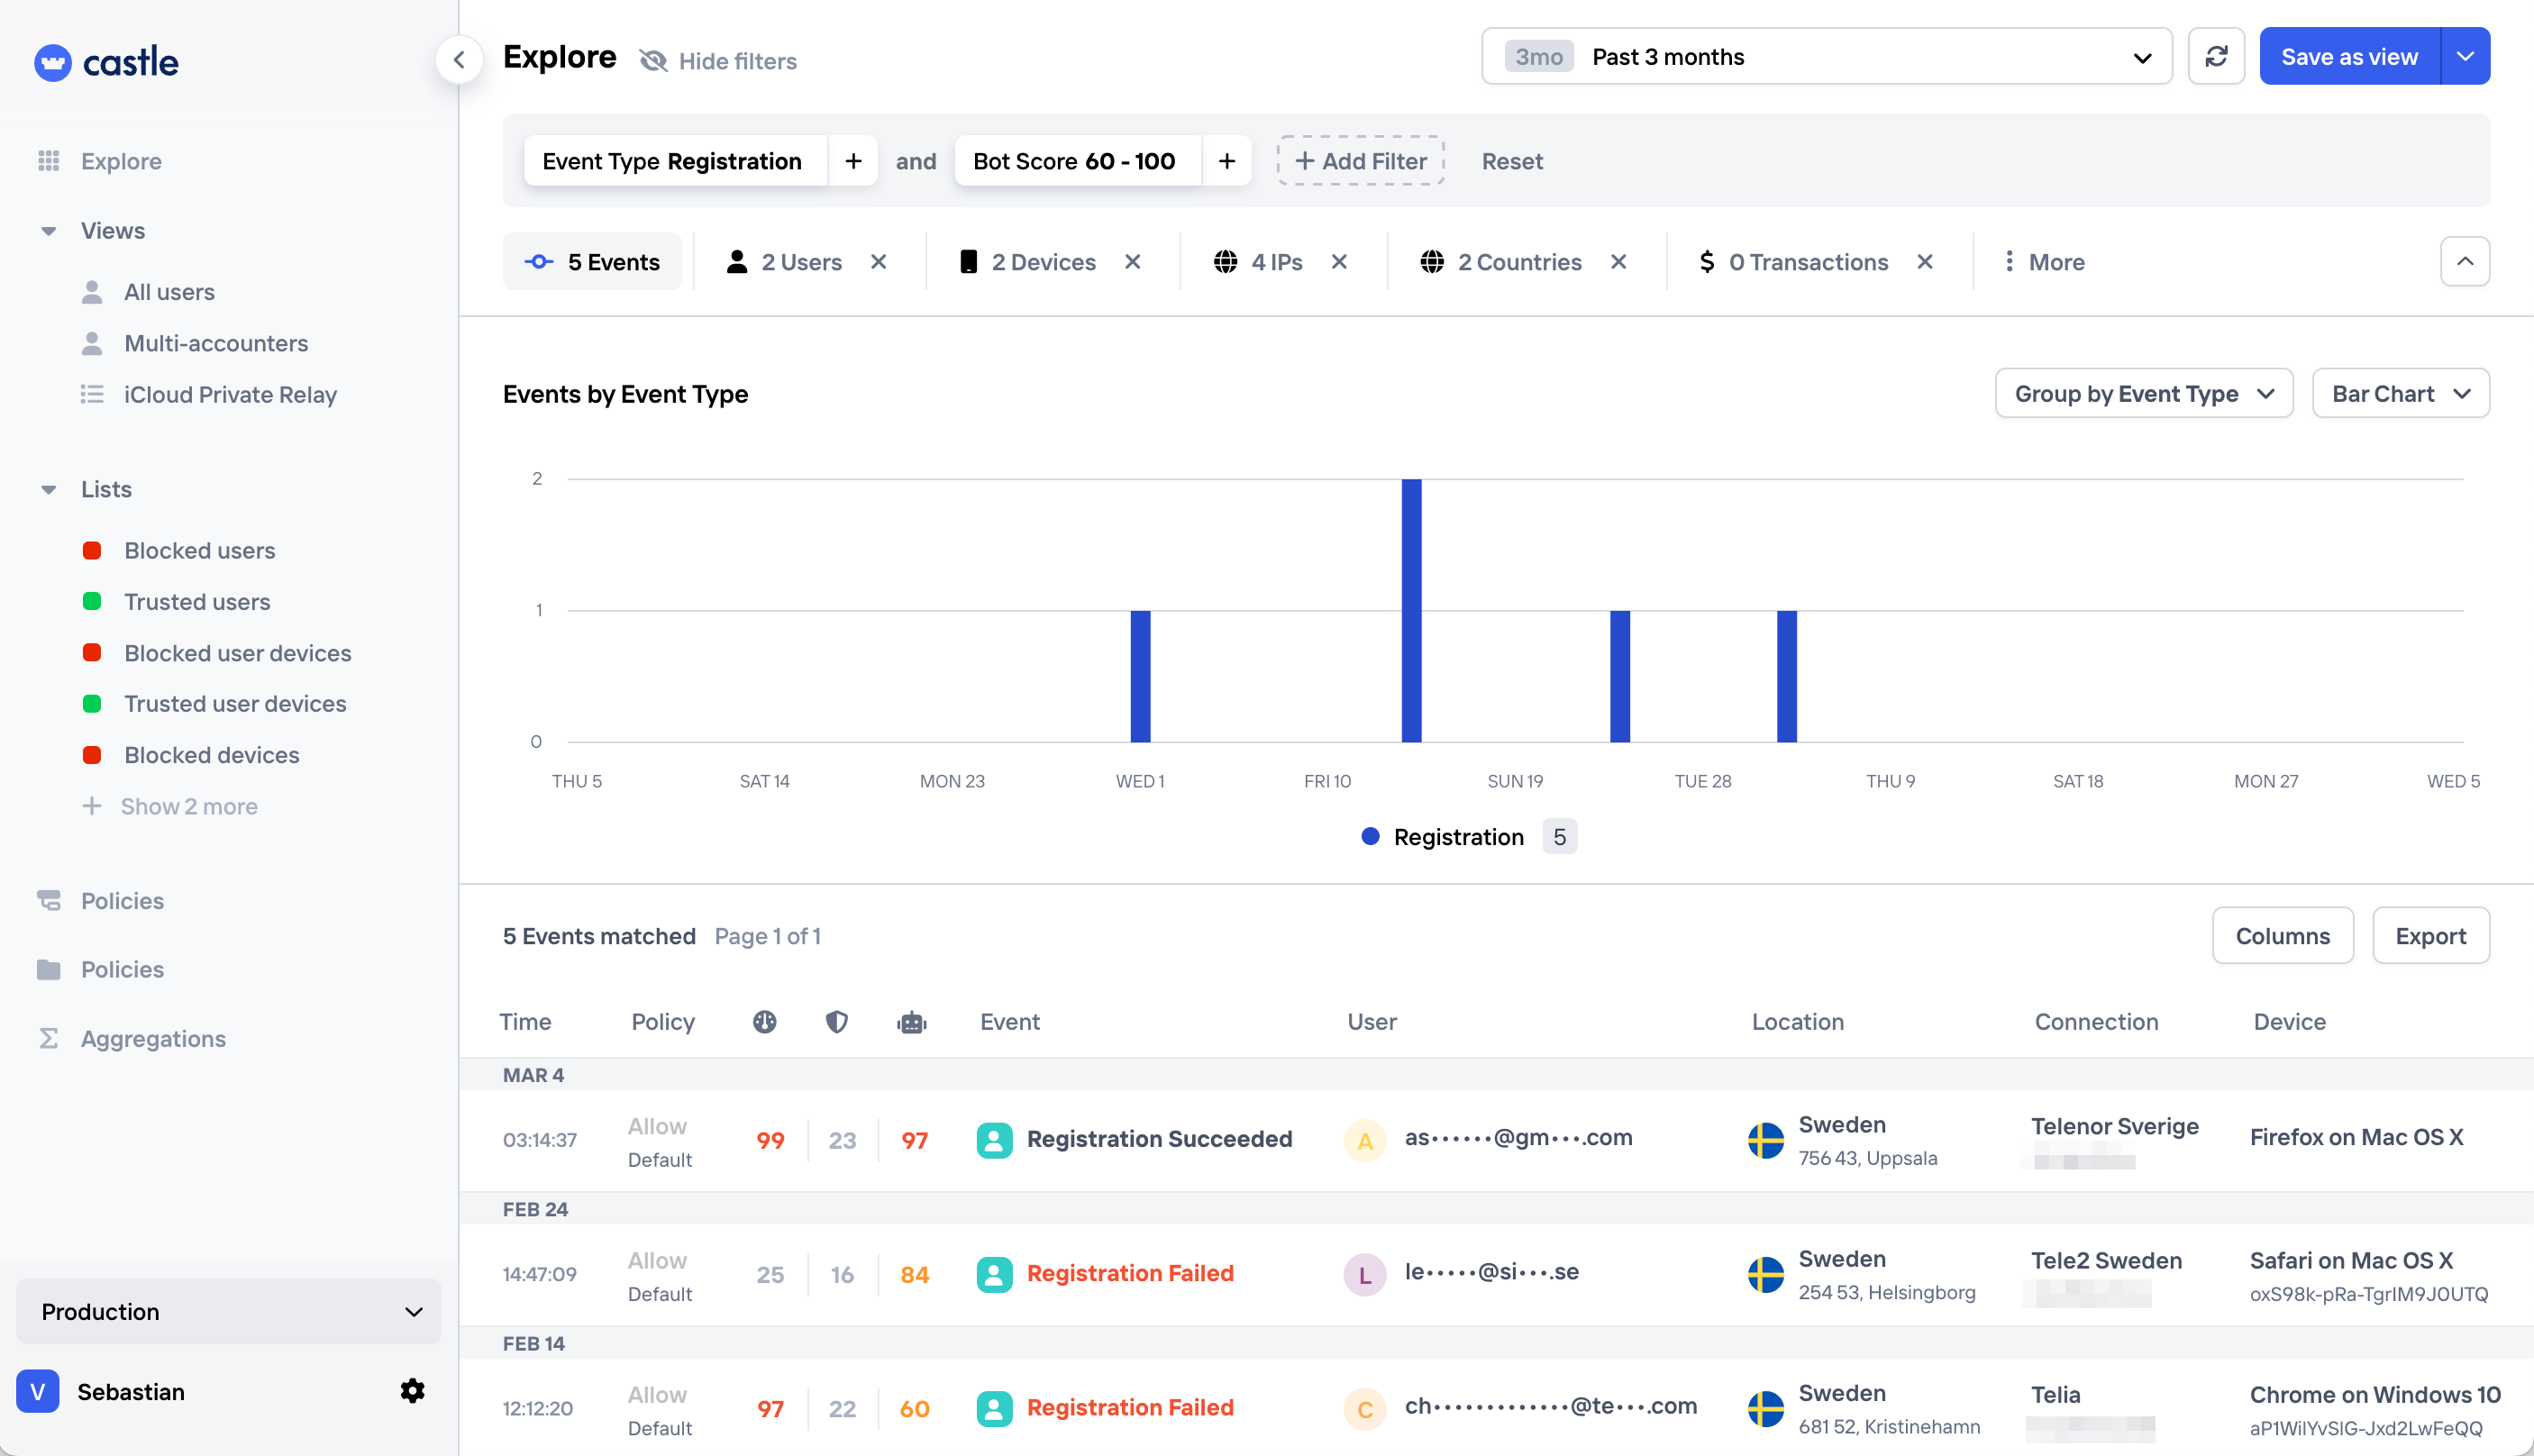 castle
Explore
Views
All users
Multi-accounters
iCloud Private Relay
Lists
Blocked users
Trusted users
Blocked user devices
Trusted user devices
Blocked devices
+ Show 2 more
Policies
Policies
Aggregations
Production
V Sebastian
Explore Hide filters 3mo Past 3 months Save as view
Event Type Registration + and Bot Score 60 - 100 + + Add Filter Reset
5 Events 2 Users × 2 Devices × 4 IPs × 2 Countries × $ 0 Transactions × More
Events by Event Type Group by Event Type Bar Chart
2
1
0
THU 5 SAT 14 MON 23 WED 1 FRI 10 SUN 19 TUE 28 THU 9 SAT 18 MON 27 WED 5
Registration 5
5 Events matched Page 1 of 1 Columns Export
Time Policy Event User Location Connection Device
MAR 4
03:14:37 Allow 99 23 97 Registration Succeeded A as••••••@gm•••.com Sweden Telenor Sverige Firefox on Mac OS X
Default 756 43, Uppsala
FEB 24
14:47:09 Allow 25 16 84 Registration Failed L le•••••@si•••.se Sweden Tele2 Sweden Safari on Mac OS X
Default 254 53, Helsingborg oxS98k-pRa-TgrIM9J0UTQ
FEB 14
12:12:20 Allow 97 22 60 Registration Failed C ch•••••••••••••@te•••.com Sweden Telia Chrome on Windows 10
Default 681 52, Kristinehamn aP1WilYvSIG-Jxd2LwFeQQ